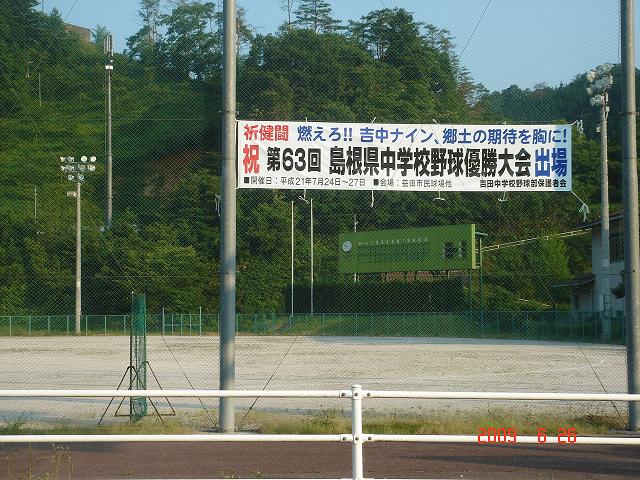 祈健闘 燃えろ!! 吉中ナイン、郷土の期待を胸に!
祝 第63回 島根県中学校野球優勝大会 出場
■開催日:平成21年7月24日〜27日 ■会場:益田市民球場他 吉田中学校野球部保護者会
2009 6 26